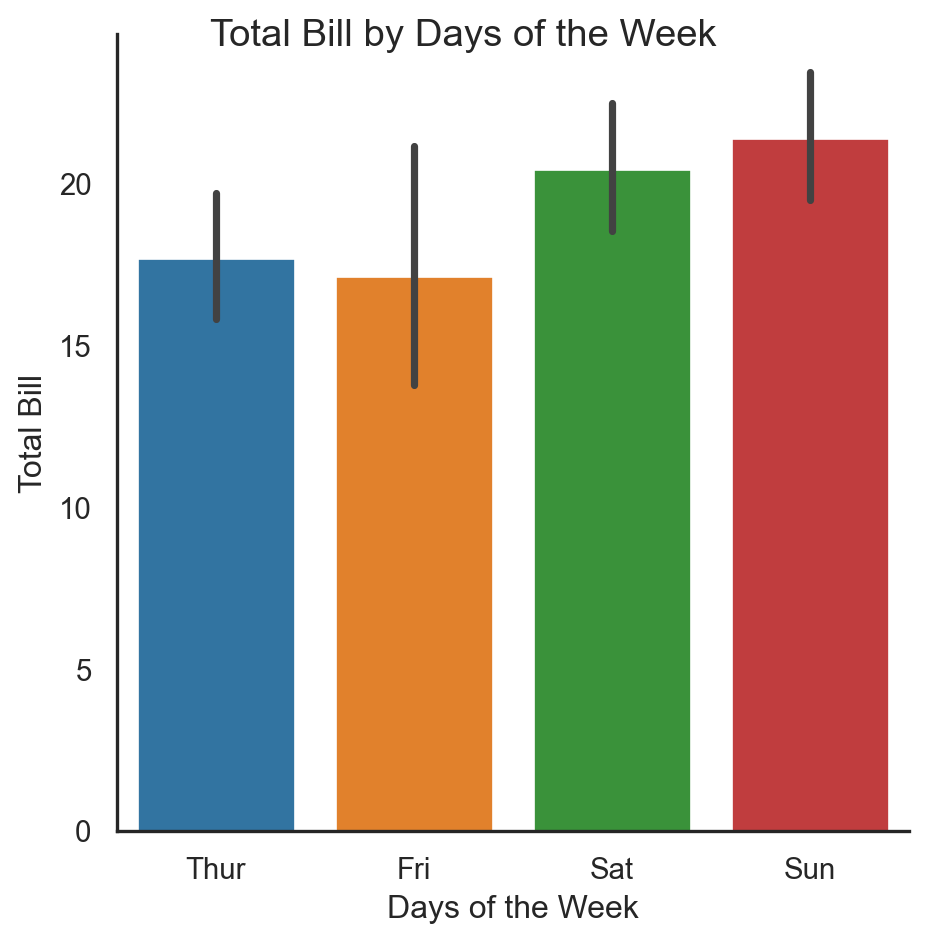 Total Bill by Days of the Week
20
15
10
5
0
Total Bill
Thur Fri Sat Sun
Days of the Week